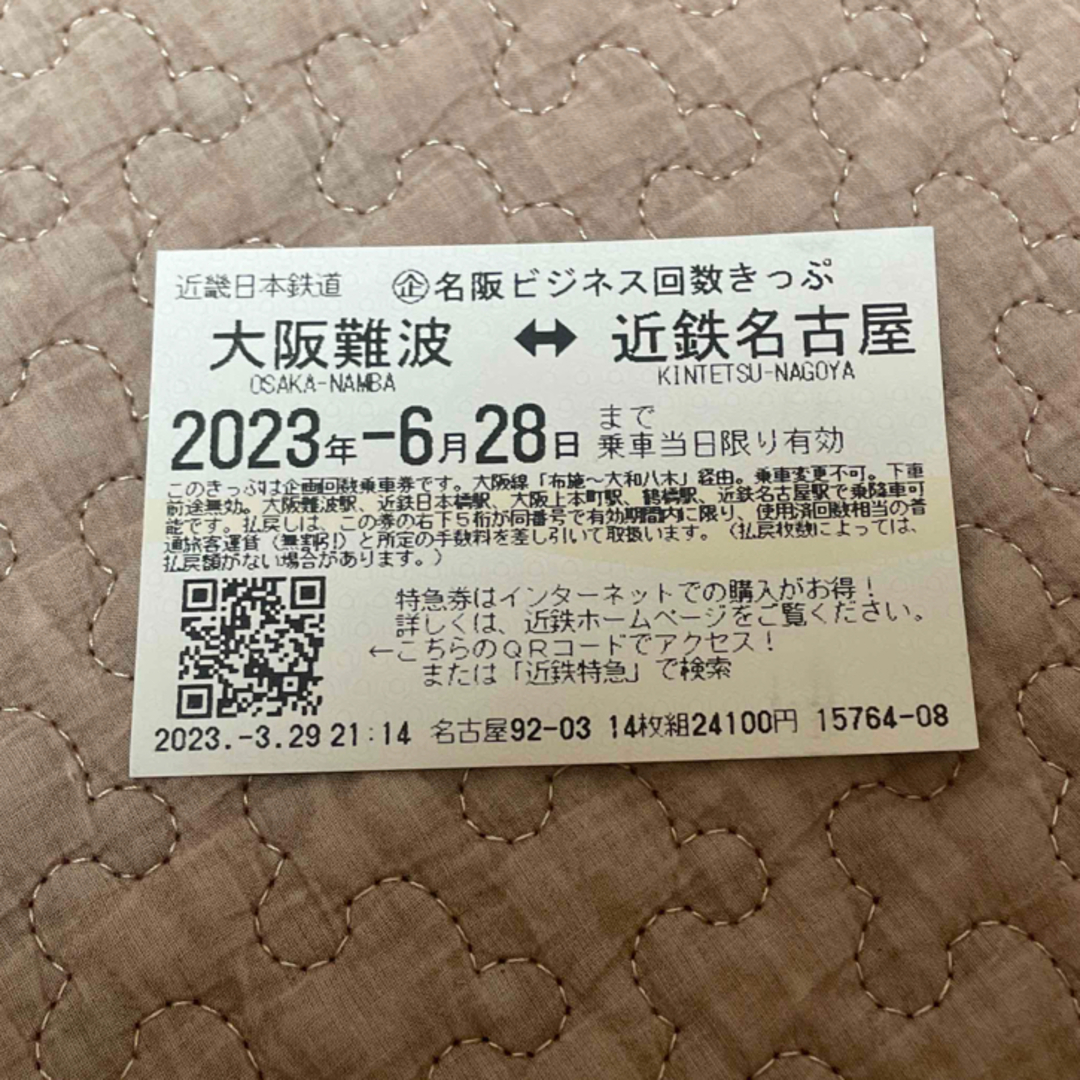 近畿日本鉄道 ㊭名阪ビジネス回数きっぷ
大阪難波 ⬌ 近鉄名古屋
OSAKA-NAMBA KINTETSU-NAGOYA
2023年-6月28日 まで
乗車当日限り有効
このきっぷは企画回数乗車券です。大阪線「布施～大和八木」経由。乗車変更不可。下車
前途無効。大阪難波駅、近鉄日本橋駅、大阪上本町駅、鶴橋駅、近鉄名古屋駅で乗降車可
能です。払戻しは、この券の右下5桁が同番号で有効期間内に限り、使用済回数相当の普
通旅客運賃（無割引）と所定の手数料を差し引いて取扱います。（払戻枚数によっては、
払戻額がない場合があります。）
特急券はインターネットでの購入がお得！
詳しくは、近鉄ホームページをご覧ください。
←こちらのQRコードでアクセス！
または「近鉄特急」で検索
2023.-3.29 21:14 名古屋92-03 14枚組24100円 15764-08